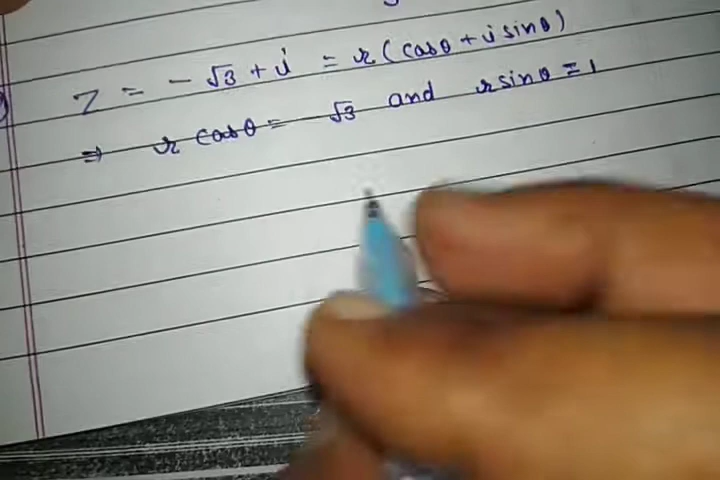 Z = - √3 + i = r(cosθ + i sinθ)
⇒ r cosθ = - √3 and r sinθ = 1